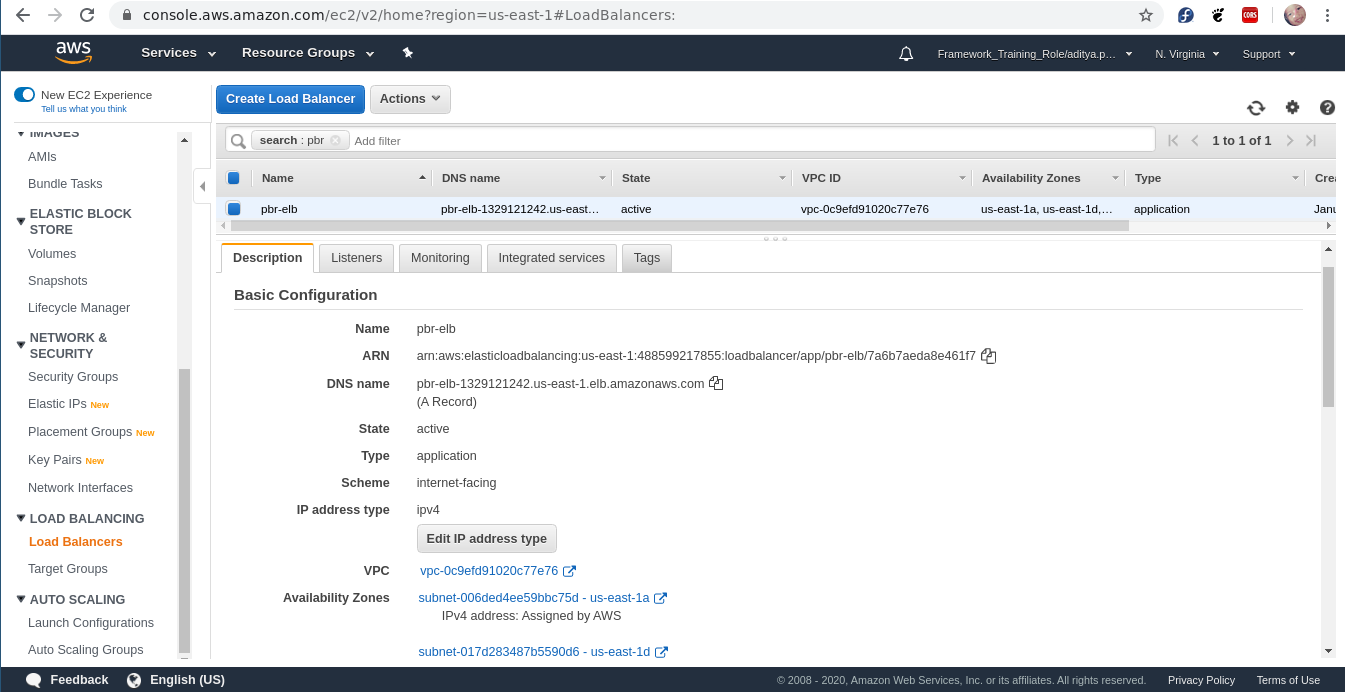 console.aws.amazon.com/ec2/v2/home?region=us-east-1#LoadBalancers:
CORS
aws Services Resource Groups Framework_Training_Role/aditya.p… N. Virginia Support
New EC2 Experience
Tell us what you think
IMAGES
AMIs
Bundle Tasks
ELASTIC BLOCK
STORE
Volumes
Snapshots
Lifecycle Manager
NETWORK &
SECURITY
Security Groups
Elastic IPs New
Placement Groups New
Key Pairs New
Network Interfaces
LOAD BALANCING
Load Balancers
Target Groups
AUTO SCALING
Launch Configurations
Auto Scaling Groups
Create Load Balancer Actions
search : pbr Add filter 1 to 1 of 1
Name DNS name State VPC ID Availability Zones Type Crea
pbr-elb pbr-elb-1329121242.us-east… active vpc-0c9efd91020c77e76 us-east-1a, us-east-1d,… application Janu
Description Listeners Monitoring Integrated services Tags
Basic Configuration
Name pbr-elb
ARN arn:aws:elasticloadbalancing:us-east-1:488599217855:loadbalancer/app/pbr-elb/7a6b7aeda8e461f7
DNS name pbr-elb-1329121242.us-east-1.elb.amazonaws.com
(A Record)
State active
Type application
Scheme internet-facing
IP address type ipv4
Edit IP address type
VPC vpc-0c9efd91020c77e76
Availability Zones subnet-006ded4ee59bbc75d - us-east-1a
IPv4 address: Assigned by AWS
subnet-017d283487b5590d6 - us-east-1d
Feedback English (US) © 2008 - 2020, Amazon Web Services, Inc. or its affiliates. All rights reserved. Privacy Policy Terms of Use